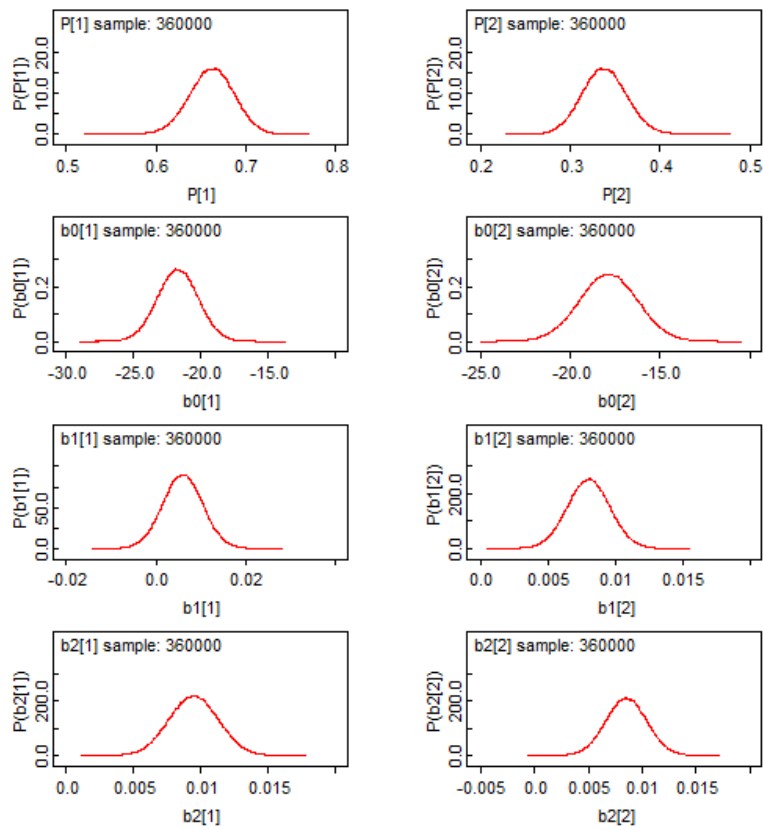 P[1] sample: 360000
P(P[1])
0.0 10.0 20.0
0.5 0.6 0.7 0.8
P[1]
P[2] sample: 360000
P(P[2])
0.0 10.0 20.0
0.2 0.3 0.4 0.5
P[2]
b0[1] sample: 360000
P(b0[1])
0.0 0.2
-30.0 -25.0 -20.0 -15.0
b0[1]
b0[2] sample: 360000
P(b0[2])
0.0 0.2
-25.0 -20.0 -15.0
b0[2]
b1[1] sample: 360000
P(b1[1])
0.0 50.0
-0.02 0.0 0.02
b1[1]
b1[2] sample: 360000
P(b1[2])
0.0 200.0
0.0 0.005 0.01 0.015
b1[2]
b2[1] sample: 360000
P(b2[1])
0.0 200.0
0.0 0.005 0.01 0.015
b2[1]
b2[2] sample: 360000
P(b2[2])
0.0 200.0
-0.005 0.0 0.005 0.01 0.015
b2[2]